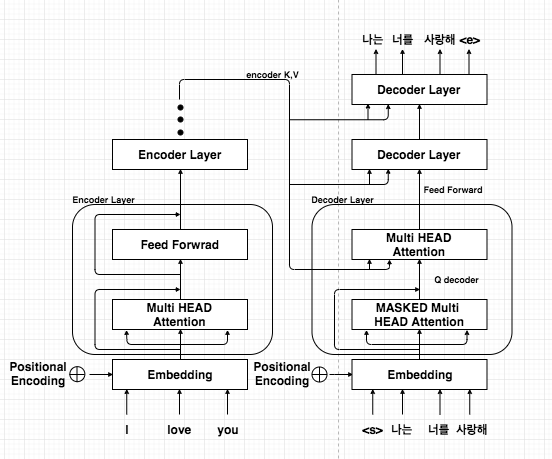 나는 너를 사랑해 <e>
encoder K,V
Decoder Layer
Encoder Layer
Decoder Layer
Feed Forward
Encoder Layer
Decoder Layer
Feed Forwrad
Multi HEAD
Attention
Q decoder
Multi HEAD
Attention
MASKED Multi
HEAD Attention
Positional
Encoding
Embedding
Positional
Encoding
Embedding
I love you
<s> 나는 너를 사랑해